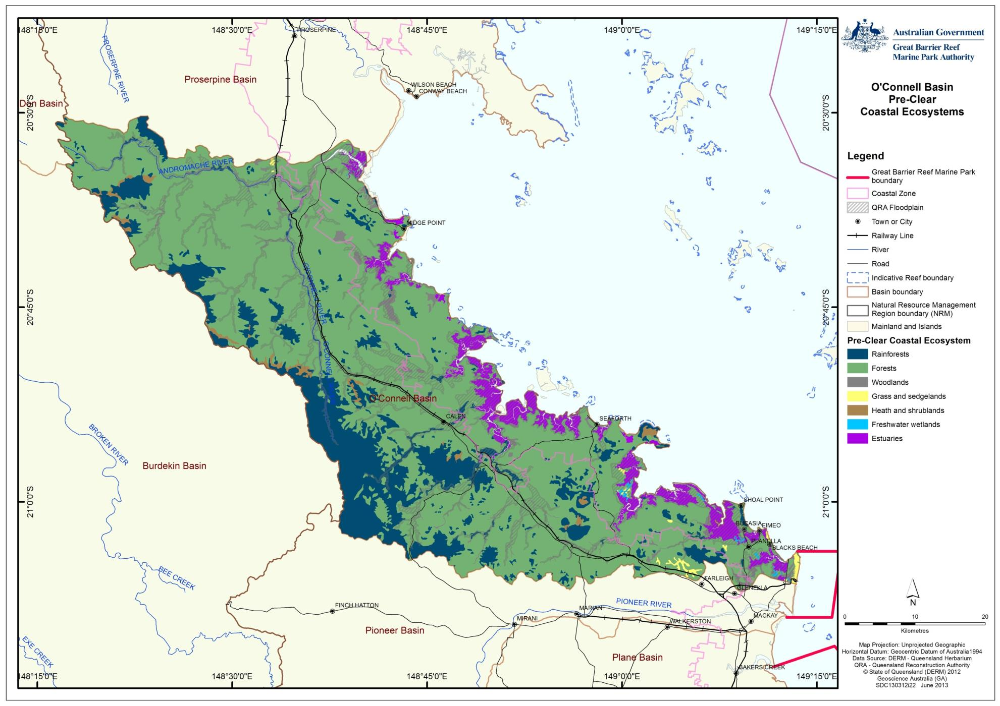 148°15'0"E
148°30'0"E
148°45'0"E
149°0'0"E
149°15'0"E
PROSERPINE
PROSERPINE RIVER
Proserpine Basin
WILSON BEACH
CONWAY BEACH
Don Basin
20°30'0"S
20°30'0"S
ANDROMACHE RIVER
MIDGE POINT
O'CONNELL RIVER
20°45'0"S
20°45'0"S
O'CONNELL RIVER
O'Connell Basin
CALEN
SEAFORTH
BROKEN RIVER
Burdekin Basin
21°0'0"S
21°0'0"S
SHOAL POINT
BUCASIA
EIMEO
PLANELLA
BLACKS BEACH
BEE CREEK
FARLEIGH
GLENELLA
FINCH HATTON
PIONEER RIVER
MARIAN
MIRANI
WALKERSTON
MACKAY
Pioneer Basin
EXE CREEK
Plane Basin
BAKERS CREEK
148°15'0"E
148°30'0"E
148°45'0"E
149°0'0"E
149°15'0"E
Australian Government
Great Barrier Reef
Marine Park Authority
O'Connell Basin
Pre-Clear
Coastal Ecosystems
Legend
Great Barrier Reef Marine Park
boundary
Coastal Zone
QRA Floodplain
Town or City
Railway Line
River
Road
Indicative Reef boundary
Basin boundary
Natural Resource Management
Region boundary (NRM)
Mainland and Islands
Pre-Clear Coastal Ecosystem
Rainforests
Forests
Woodlands
Grass and sedgelands
Heath and shrublands
Freshwater wetlands
Estuaries
N
0 10 20
Kilometres
Map Projection: Unprojected Geographic
Horizontal Datum: Geocentric Datum of Australia1994
Data Source: DERM - Queensland Herbarium
QRA - Queensland Reconstruction Authority
© State of Queensland (DERM) 2012
Geoscience Australia (GA)
SDC130312i22 June 2013